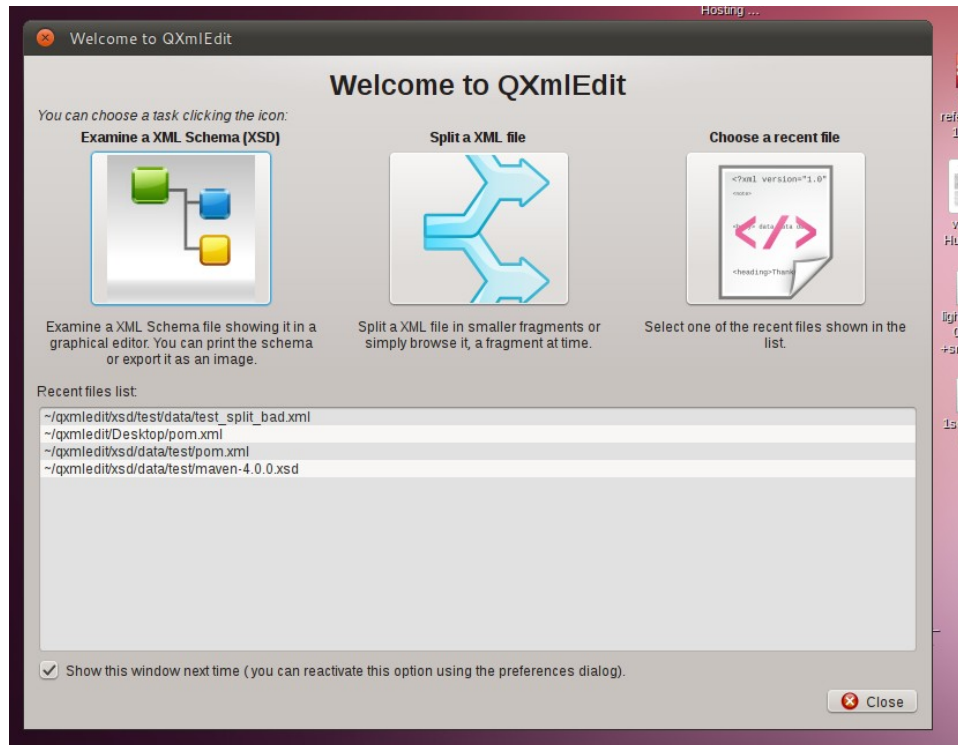 Hosting ...
Welcome to QXmlEdit
Welcome to QXmlEdit
You can choose a task clicking the icon:
Examine a XML Schema (XSD)
Split a XML file
Choose a recent file
<?xml version="1.0"
<note>
data
<heading>Thank
</>
Examine a XML Schema file showing it in a
graphical editor. You can print the schema
or export it as an image.
Split a XML file in smaller fragments or
simply browse it, a fragment at time.
Select one of the recent files shown in the
list.
Recent files list:
~/qxmledit/xsd/test/data/test_split_bad.xml
~/qxmledit/Desktop/pom.xml
~/qxmledit/xsd/data/test/pom.xml
~/qxmledit/xsd/data/test/maven-4.0.0.xsd
Show this window next time ( you can reactivate this option using the preferences dialog).
Close